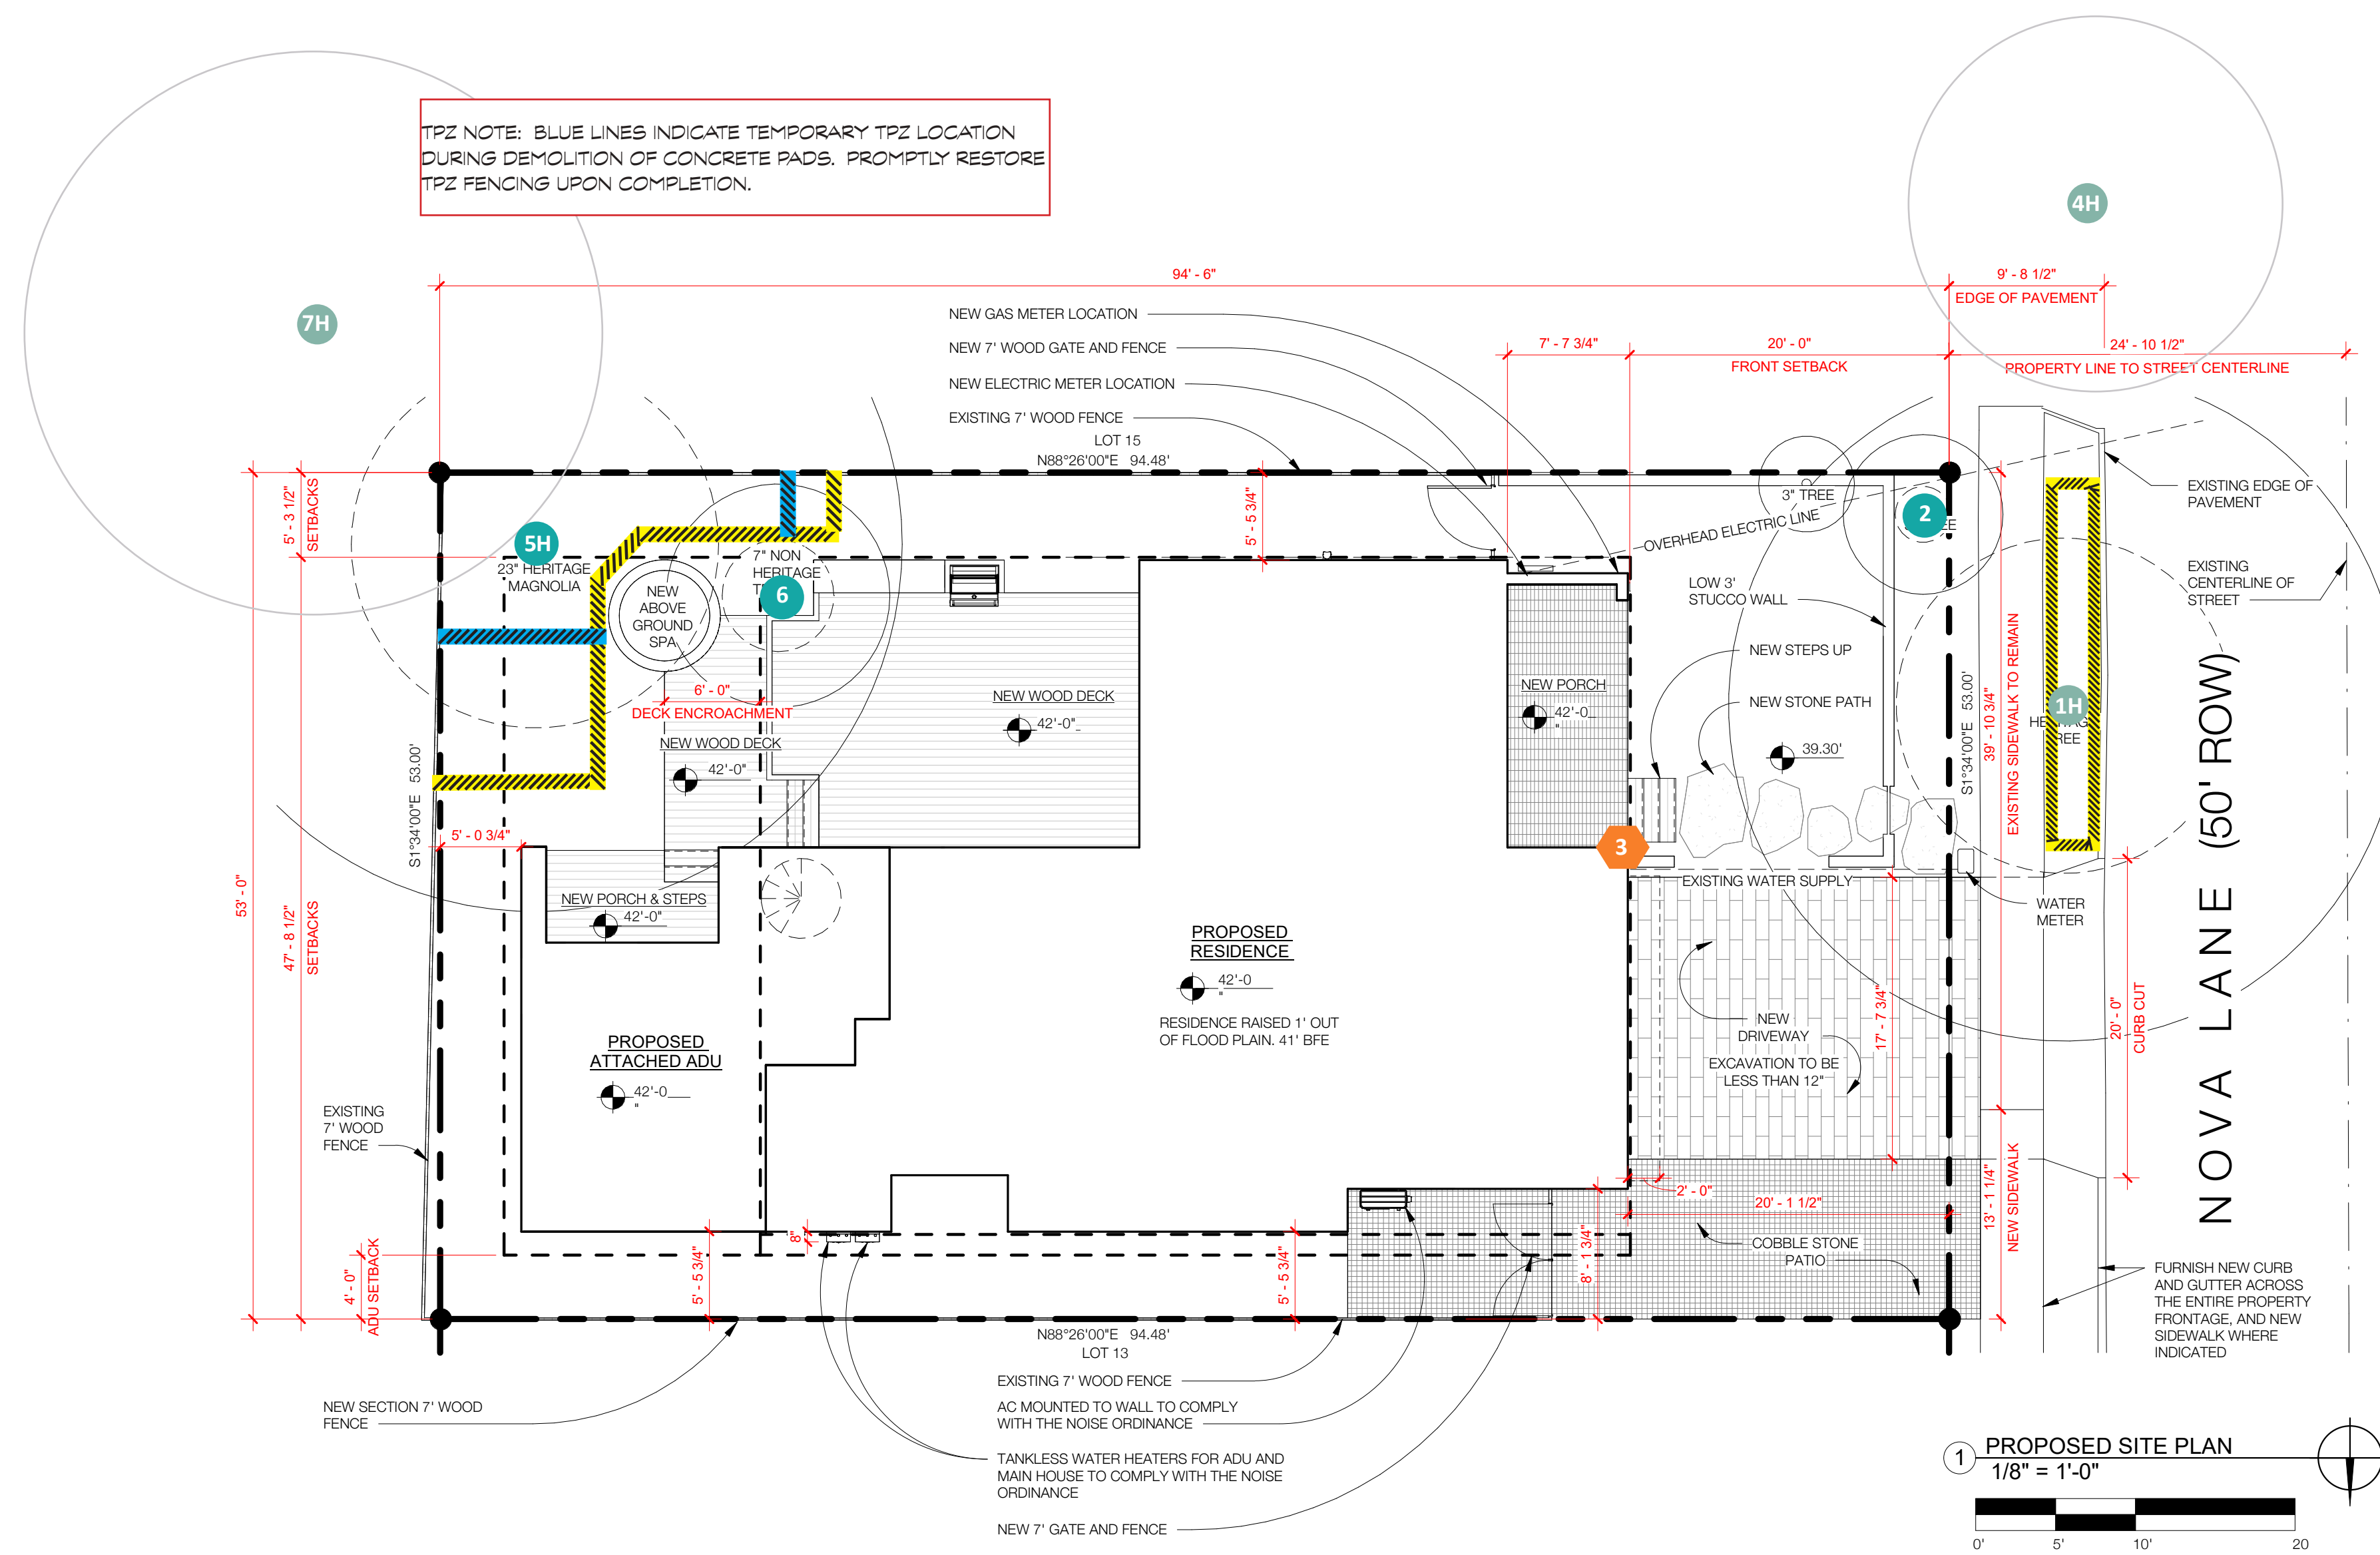 4H
TPZ NOTE: BLUE LINES INDICATE TEMPORARY TPZ LOCATION
DURING DEMOLITION OF CONCRETE PADS. PROMPTLY RESTORE
TPZ FENCING UPON COMPLETION.
94' - 6"
9' - 8 1/2"
EDGE OF PAVEMENT
7H
NEW GAS METER LOCATION
NEW 7' WOOD GATE AND FENCE
NEW ELECTRIC METER LOCATION
EXISTING 7' WOOD FENCE
7' - 7 3/4"
20' - 0"
FRONT SETBACK
24' - 10 1/2"
PROPERTY LINE TO STREET CENTERLINE
LOT 15
N88°26'00"E 94.48'
5' - 3 1/2"
SETBACKS
5' - 5 3/4"
3" TREE
OVERHEAD ELECTRIC LINE
2
EXISTING EDGE OF
PAVEMENT
5H
23" HERITAGE
MAGNOLIA
7" NON
HERITAGE
6
NEW
ABOVE
GROUND
SPA
LOW 3'
STUCCO WALL
EXISTING
CENTERLINE OF
STREET
6' - 0"
DECK ENCROACHMENT
NEW WOOD DECK
42'-0"
NEW WOOD DECK
42'-0"
NEW PORCH
42'-0
"
NEW STEPS UP
NEW STONE PATH
39.30'
S1°34'00"E 53.00'
39' - 10 3/4"
EXISTING SIDEWALK TO REMAIN
1H
NOVA LANE (50' ROW)
S1°34'00"E 53.00'
5' - 0 3/4"
53' - 0"
47' - 8 1/2"
SETBACKS
NEW PORCH & STEPS
42'-0"
3
EXISTING WATER SUPPLY
WATER
METER
PROPOSED
RESIDENCE
42'-0
"
RESIDENCE RAISED 1' OUT
OF FLOOD PLAIN. 41' BFE
PROPOSED
ATTACHED ADU
42'-0
"
NEW
DRIVEWAY
EXCAVATION TO BE
LESS THAN 12"
17' - 7 3/4"
20' - 0"
CURB CUT
EXISTING
7' WOOD
FENCE
4' - 0"
ADU SETBACK
5' - 5 3/4"
8"
5' - 5 3/4"
8' - 1 3/4"
2' - 0"
20' - 1 1/2"
13' - 1 1/4"
NEW SIDEWALK
COBBLE STONE
PATIO
FURNISH NEW CURB
AND GUTTER ACROSS
THE ENTIRE PROPERTY
FRONTAGE, AND NEW
SIDEWALK WHERE
INDICATED
N88°26'00"E 94.48'
LOT 13
EXISTING 7' WOOD FENCE
AC MOUNTED TO WALL TO COMPLY
WITH THE NOISE ORDINANCE
NEW SECTION 7' WOOD
FENCE
TANKLESS WATER HEATERS FOR ADU AND
MAIN HOUSE TO COMPLY WITH THE NOISE
ORDINANCE
NEW 7' GATE AND FENCE
1
PROPOSED SITE PLAN
1/8" = 1'-0"
0'
5'
10'
20